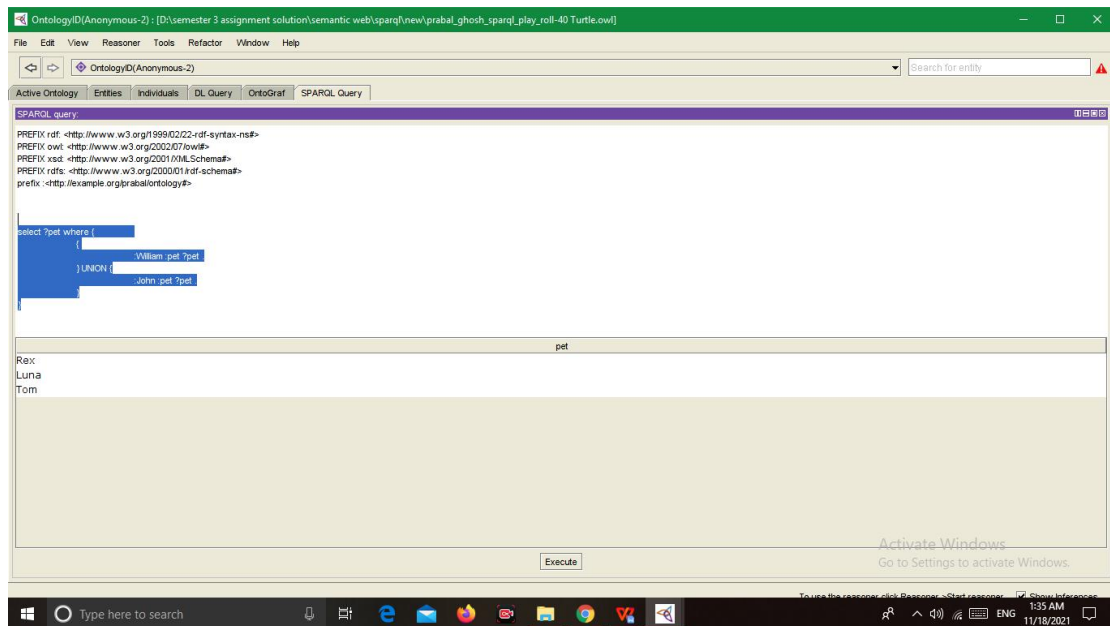 OntologyID(Anonymous-2) : [D:\semester 3 assignment solution\semantic web\sparql\new\prabal_ghosh_sparql_play_roll-40 Turtle.owl]
File Edit View Reasoner Tools Refactor Window Help
OntologyID(Anonymous-2) Search for entity
Active Ontology Entities Individuals DL Query OntoGraf SPARQL Query
SPARQL query:
PREFIX rdf: <http://www.w3.org/1999/02/22-rdf-syntax-ns#>
PREFIX owl: <http://www.w3.org/2002/07/owl#>
PREFIX xsd: <http://www.w3.org/2001/XMLSchema#>
PREFIX rdfs: <http://www.w3.org/2000/01/rdf-schema#>
prefix :<http://example.org/prabal/ontology#>
select ?pet where {
{
:William :pet ?pet .
} UNION {
:John :pet ?pet .
}
}
pet
Rex
Luna
Tom
Activate Windows
Execute Go to Settings to activate Windows.
To use the reasoner click Reasoner->Start reasoner Show Inferences
Type here to search ENG 1:35 AM
11/18/2021